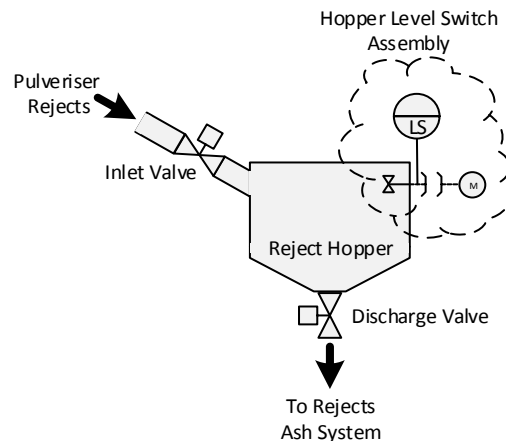 Hopper Level Switch
Assembly
Pulveriser
Rejects
LS
Inlet Valve
M
Reject Hopper
Discharge Valve
To Rejects
Ash System